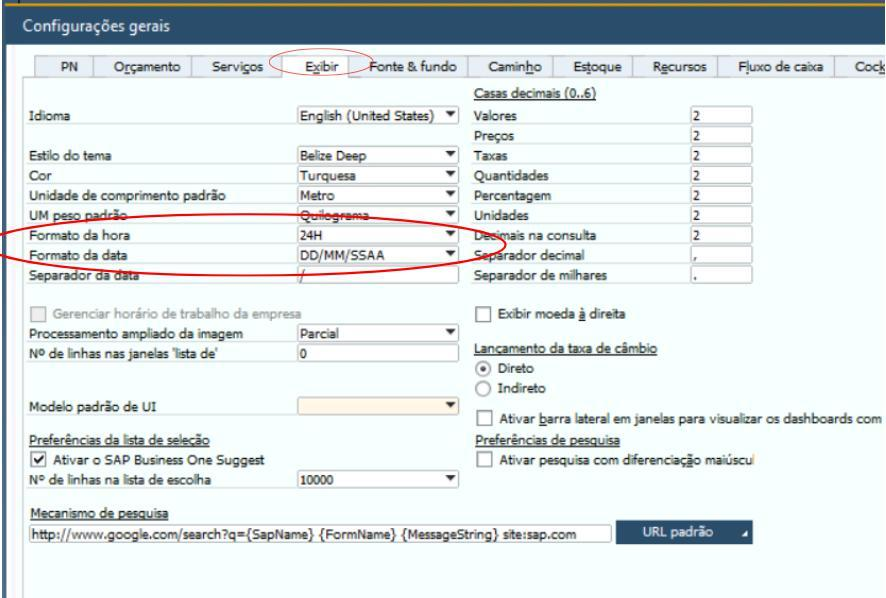 Configurações gerais
PN Orçamento Serviços Exibir Fonte & fundo Caminho Estoque Recursos Fluxo de caixa Cock
Casas decimais (0..6)
Idioma English (United States) Valores 2
Preços 2
Estilo do tema Belize Deep Taxas 2
Cor Turquesa Quantidades 2
Unidade de comprimento padrão Metro Percentagem 2
UM peso padrão Quilograma Unidades 2
Formato da hora 24H Decimais na consulta 2
Formato da data DD/MM/SSAA Separador decimal ,
Separador da data / Separador de milhares .
Gerenciar horário de trabalho da empresa Exibir moeda à direita
Processamento ampliado da imagem Parcial
Nº de linhas nas janelas 'lista de' 0 Lançamento da taxa de câmbio
Direto
Indireto
Modelo padrão de UI
Ativar barra lateral em janelas para visualizar os dashboards com
Preferências da lista de seleção Preferências de pesquisa
Ativar o SAP Business One Suggest Ativar pesquisa com diferenciação maiúscul
Nº de linhas na lista de escolha 10000
Mecanismo de pesquisa
http://www.google.com/search?q={SapName} {FormName} {MessageString} site:sap.com URL padrão